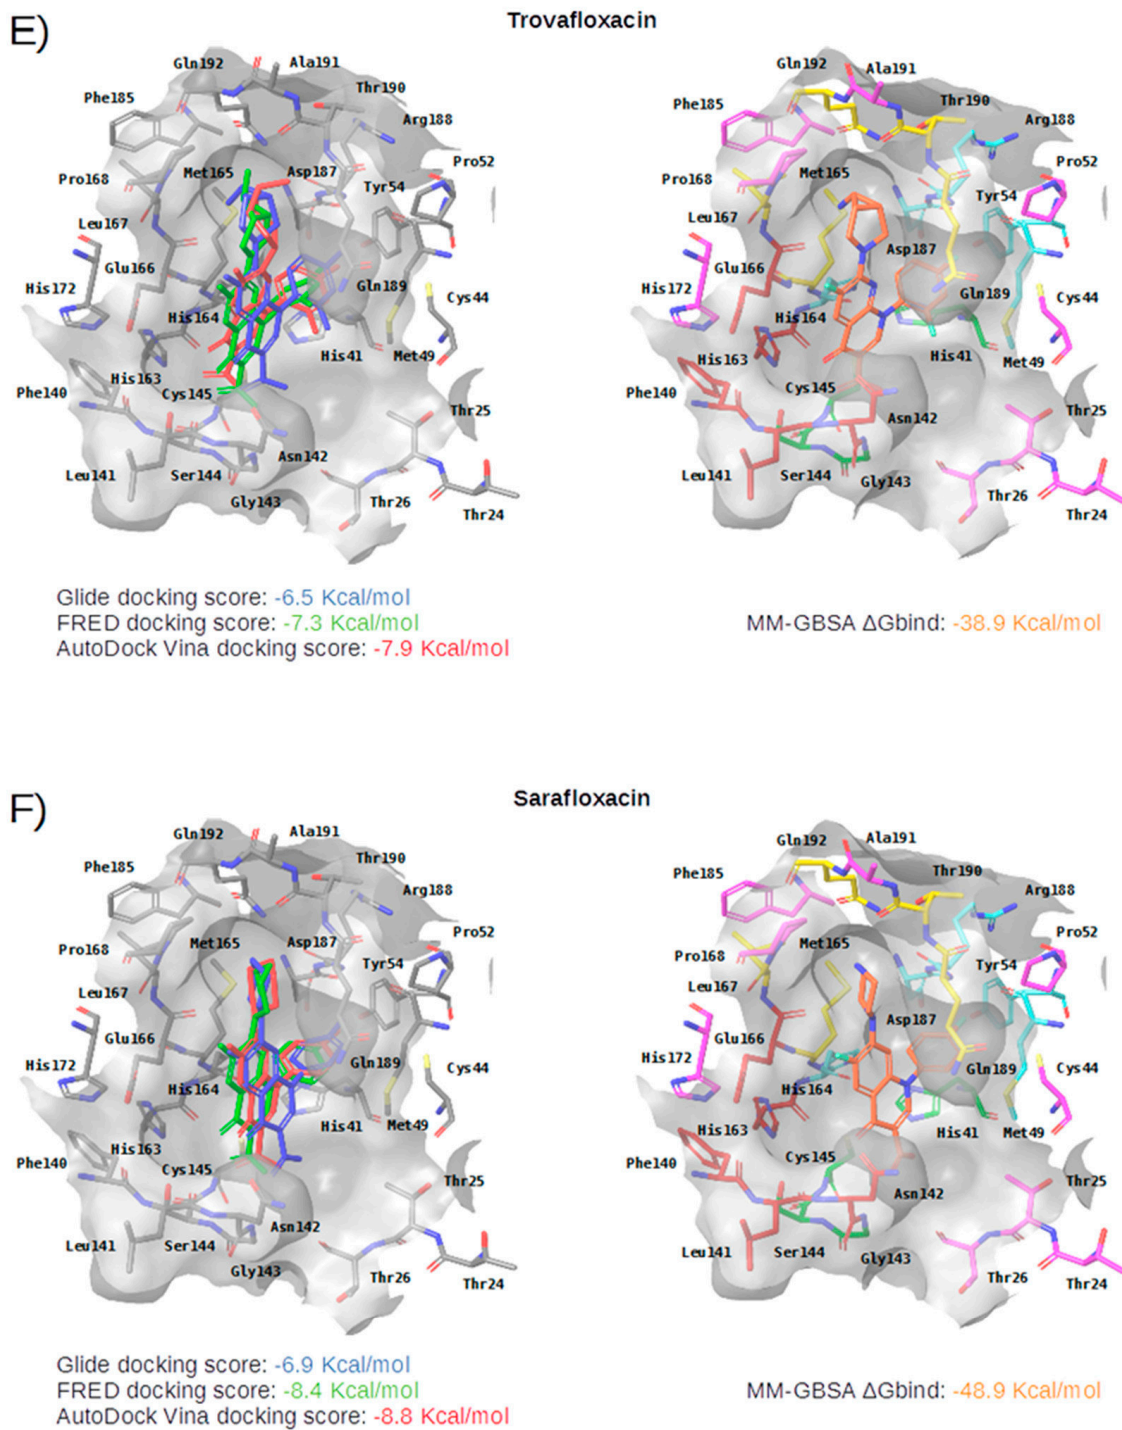 E)
Trovafloxacin
Gln192 Ala191 Gln192 Ala191
Phe185 Thr190 Phe185 Thr190
Arg188 Arg188
Pro168 Met165 Asp187 Pro52 Pro168 Met165 Pro52
Tyr54 Tyr54
Leu167 Leu167
Asp187
Glu166 Glu166
His172 Gln189 Cys44 His172 Gln189 Cys44
His164 His164
His41 Met49 His163 His41 Met49
His163 Cys145 Cys145
Phe140 Phe140
Thr25 Asn142 Thr25
Asn142
Leu141 Ser144 Leu141 Ser144
Gly143 Thr26 Gly143 Thr26
Thr24 Thr24
Glide docking score: -6.5 Kcal/mol
FRED docking score: -7.3 Kcal/mol
AutoDock Vina docking score: -7.9 Kcal/mol
MM-GBSA ΔGbind: -38.9 Kcal/mol
F)
Sarafloxacin
Gln192 Ala191 Gln192 Ala191
Phe185 Thr190 Phe185 Thr190
Arg188 Arg188
Pro168 Met165 Asp187 Pro52 Pro168 Met165 Pro52
Tyr54 Tyr54
Leu167 Leu167
Asp187
Glu166 Glu166
His172 Gln189 Cys44 His172 Gln189 Cys44
His164 His164
His41 Met49 His163 His41 Met49
His163 Cys145 Cys145
Phe140 Phe140
Thr25 Asn142 Thr25
Asn142
Leu141 Ser144 Leu141 Ser144
Gly143 Thr26 Gly143 Thr26
Thr24 Thr24
Glide docking score: -6.9 Kcal/mol
FRED docking score: -8.4 Kcal/mol
AutoDock Vina docking score: -8.8 Kcal/mol
MM-GBSA ΔGbind: -48.9 Kcal/mol